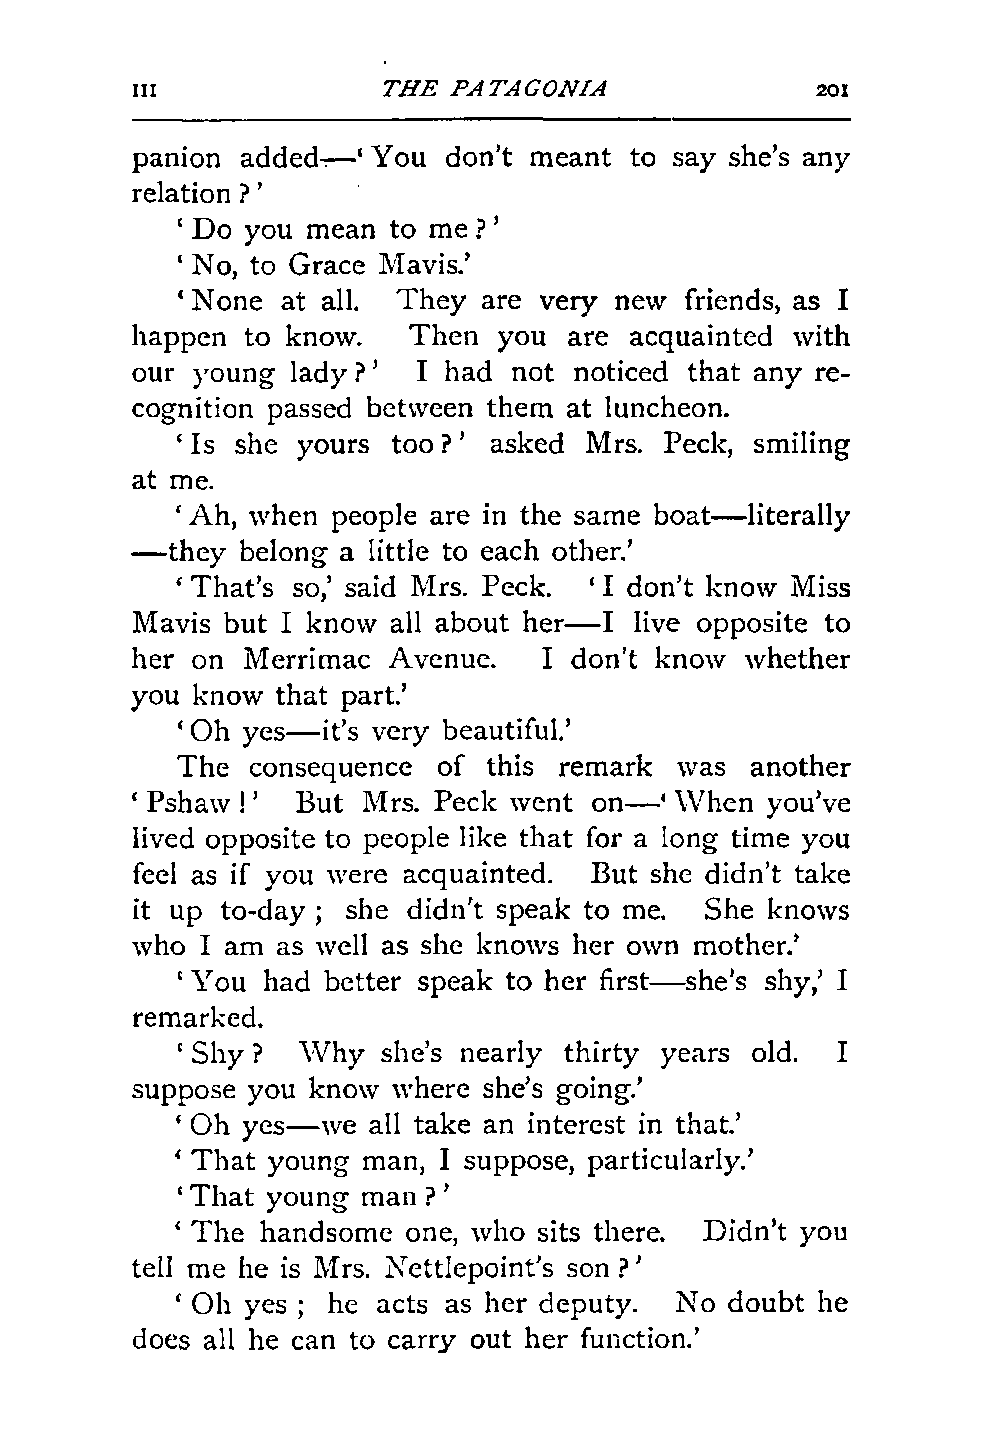 III THE PATAGONIA 201
panion added—‘You don’t meant to say she’s any
relation?’
‘Do you mean to me?’
‘No, to Grace Mavis.’
‘None at all. They are very new friends, as I
happen to know. Then you are acquainted with
our young lady?’ I had not noticed that any re-
cognition passed between them at luncheon.
‘Is she yours too?’ asked Mrs. Peck, smiling
at me.
‘Ah, when people are in the same boat—literally
—they belong a little to each other.’
‘That’s so,’ said Mrs. Peck. ‘I don’t know Miss
Mavis but I know all about her—I live opposite to
her on Merrimac Avenue. I don’t know whether
you know that part.’
‘Oh yes—it’s very beautiful.’
The consequence of this remark was another
‘Pshaw!’ But Mrs. Peck went on—‘When you’ve
lived opposite to people like that for a long time you
feel as if you were acquainted. But she didn’t take
it up to-day; she didn’t speak to me. She knows
who I am as well as she knows her own mother.’
‘You had better speak to her first—she’s shy,’ I
remarked.
‘Shy? Why she’s nearly thirty years old. I
suppose you know where she’s going.’
‘Oh yes—we all take an interest in that.’
‘That young man, I suppose, particularly.’
‘That young man?’
‘The handsome one, who sits there. Didn’t you
tell me he is Mrs. Nettlepoint’s son?’
‘Oh yes; he acts as her deputy. No doubt he
does all he can to carry out her function.’